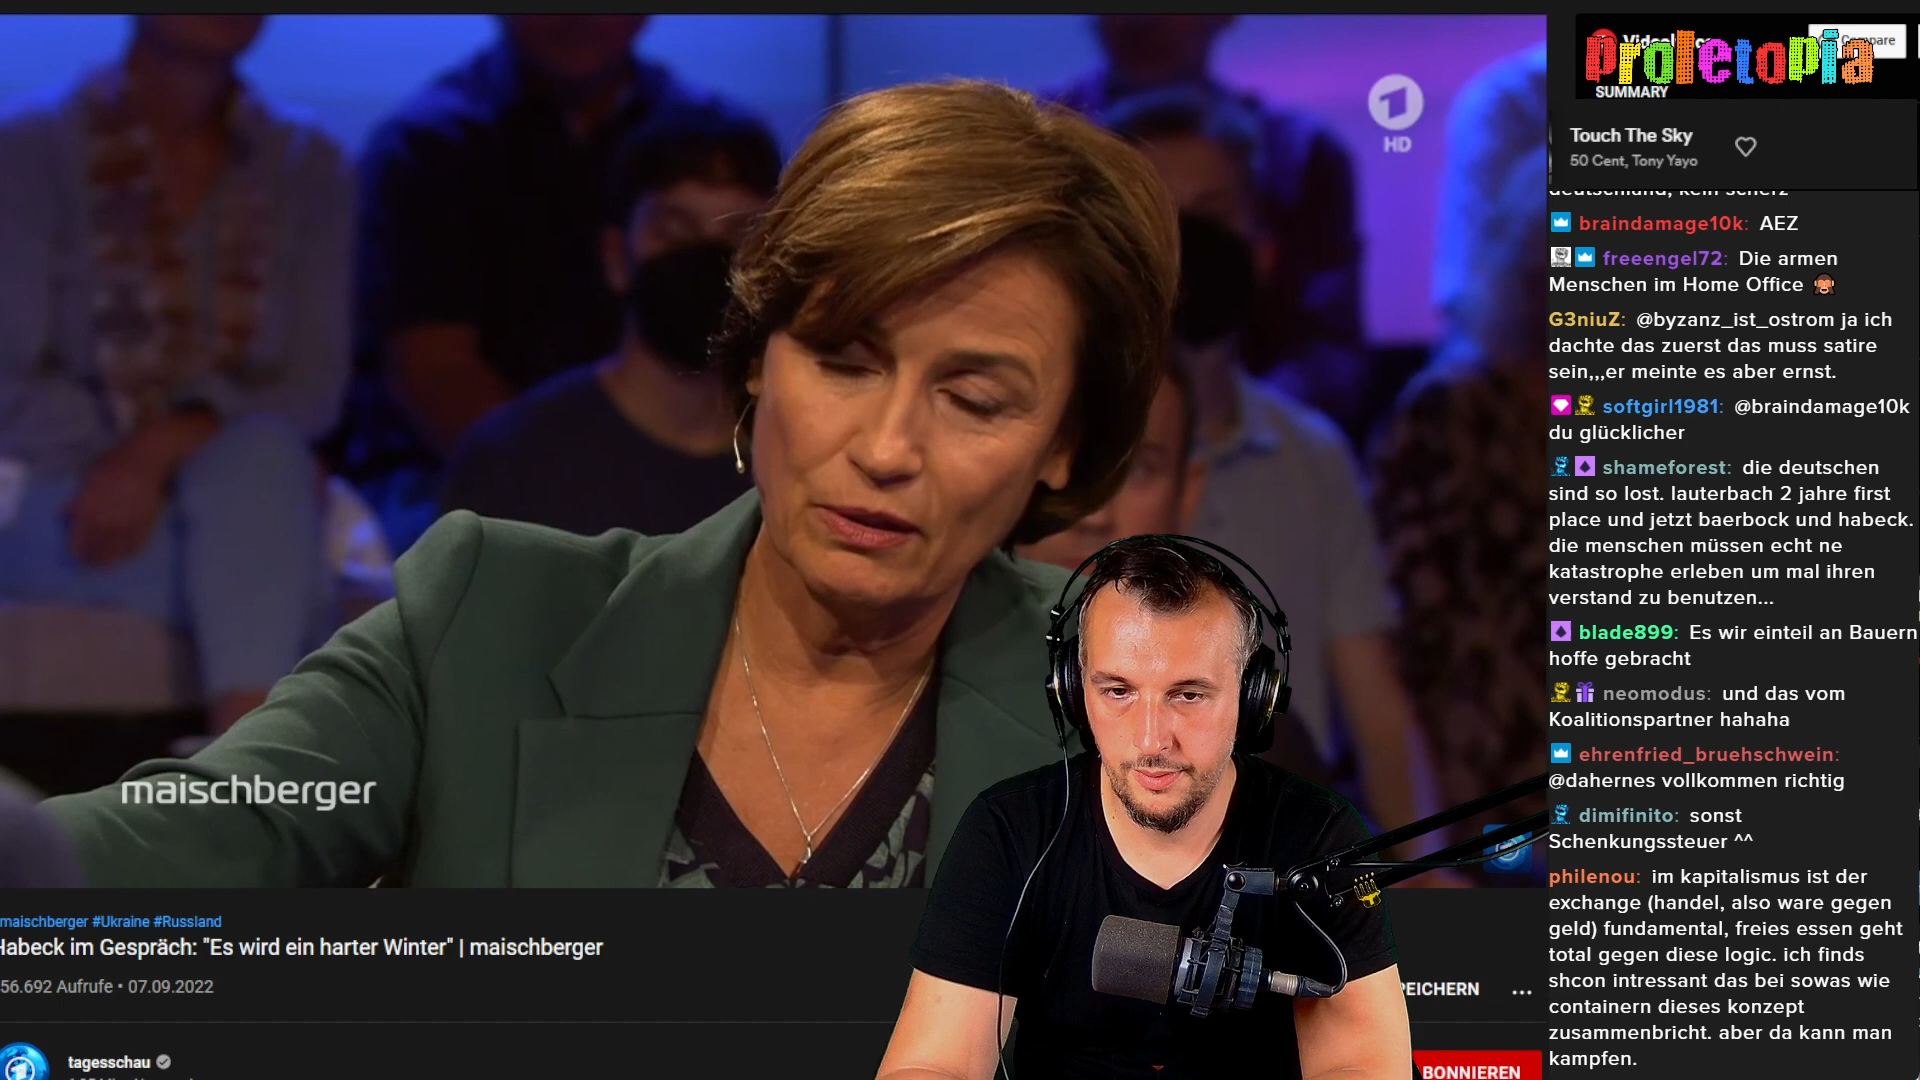 HD
maischberger
maischberger #Ukraine #Russland
Habeck im Gespräch: "Es wird ein harter Winter" | maischberger
56.692 Aufrufe • 07.09.2022
PEICHERN
...
tagesschau
BONNIEREN
Proletopia
Compare
SUMMARY
Touch The Sky
50 Cent, Tony Yayo
deutschland, kein scherz
braindamage10k: AEZ
freeengel72: Die armen
Menschen im Home Office
G3niuZ: @byzanz_ist_ostrom ja ich
dachte das zuerst das muss satire
sein,,,er meinte es aber ernst.
softgirl1981: @braindamage10k
du glücklicher
shameforest: die deutschen
sind so lost. lauterbach 2 jahre first
place und jetzt baerbock und habeck.
die menschen müssen echt ne
katastrophe erleben um mal ihren
verstand zu benutzen...
blade899: Es wir einteil an Bauern
hoffe gebracht
neomodus: und das vom
Koalitionspartner hahaha
ehrenfried_bruehschwein:
@dahernes vollkommen richtig
dimifinito: sonst
Schenkungssteuer ^^
philenou: im kapitalismus ist der
exchange (handel, also ware gegen
geld) fundamental, freies essen geht
total gegen diese logic. ich finds
shcon intressant das bei sowas wie
containern dieses konzept
zusammenbricht. aber da kann man
kampfen.